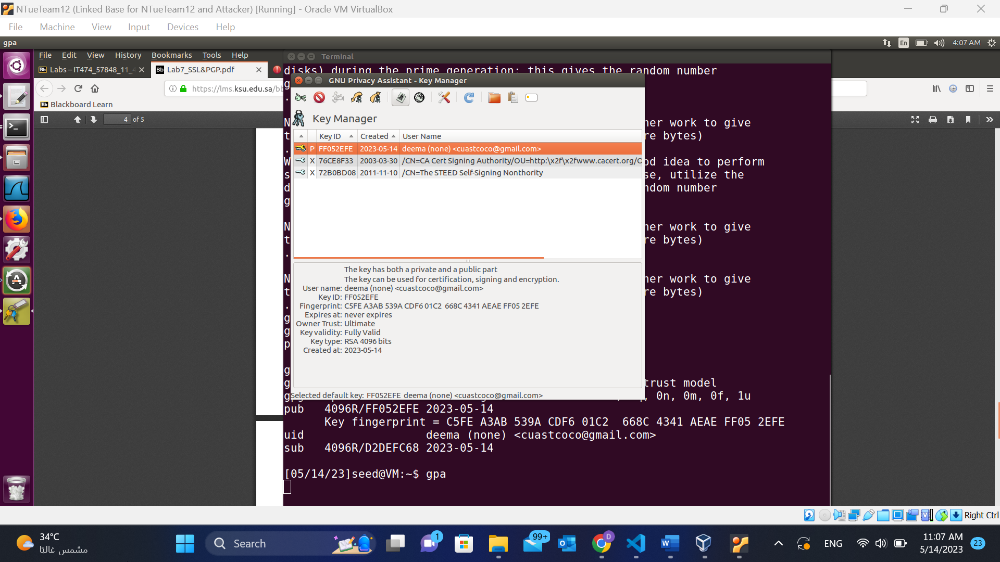 NTueTeam12 (Linked Base for NTueTeam12 and Attacker) [Running] - Oracle VM VirtualBox
File Machine View Input Devices Help
gpa
En
4:07 AM
File Edit View History Bookmarks Tools Help
Labs – IT474_57848_11_4
Lab7_SSL&PGP.pdf
https://lms.ksu.edu.sa/bb
Blackboard Learn
4 of 5
Terminal
disks) during the prime generation; this gives the random number
GNU Privacy Assistant - Key Manager
Key Manager
Key ID Created User Name
P FF052EFE 2023-05-14 deema (none) <cuastcoco@gmail.com>
X 76CE8F33 2003-03-30 /CN=CA Cert Signing Authority/OU=http:\x2f\x2fwww.cacert.org/O
X 72B0BD08 2011-11-10 /CN=The STEED Self-Signing Nonthority
The key has both a private and a public part
The key can be used for certification, signing and encryption.
User name: deema (none) <cuastcoco@gmail.com>
Key ID: FF052EFE
Fingerprint: C5FE A3AB 539A CDF6 01C2 668C 4341 AEAE FF05 2EFE
Expires at: never expires
Owner Trust: Ultimate
Key validity: Fully Valid
Key type: RSA 4096 bits
Created at: 2023-05-14
Selected default key: FF052EFE deema (none) <cuastcoco@gmail.com>
her work to give
re bytes)
od idea to perform
se, utilize the
ndom number
her work to give
re bytes)
her work to give
re bytes)
trust model
, 0n, 0m, 0f, 1u
pub 4096R/FF052EFE 2023-05-14
Key fingerprint = C5FE A3AB 539A CDF6 01C2 668C 4341 AEAE FF05 2EFE
uid deema (none) <cuastcoco@gmail.com>
sub 4096R/D2DEFC68 2023-05-14
[05/14/23]seed@VM:~$ gpa
Right Ctrl
34°C
مشمس غالبًا
Search
1
99+
D
ENG
11:07 AM
5/14/2023
23